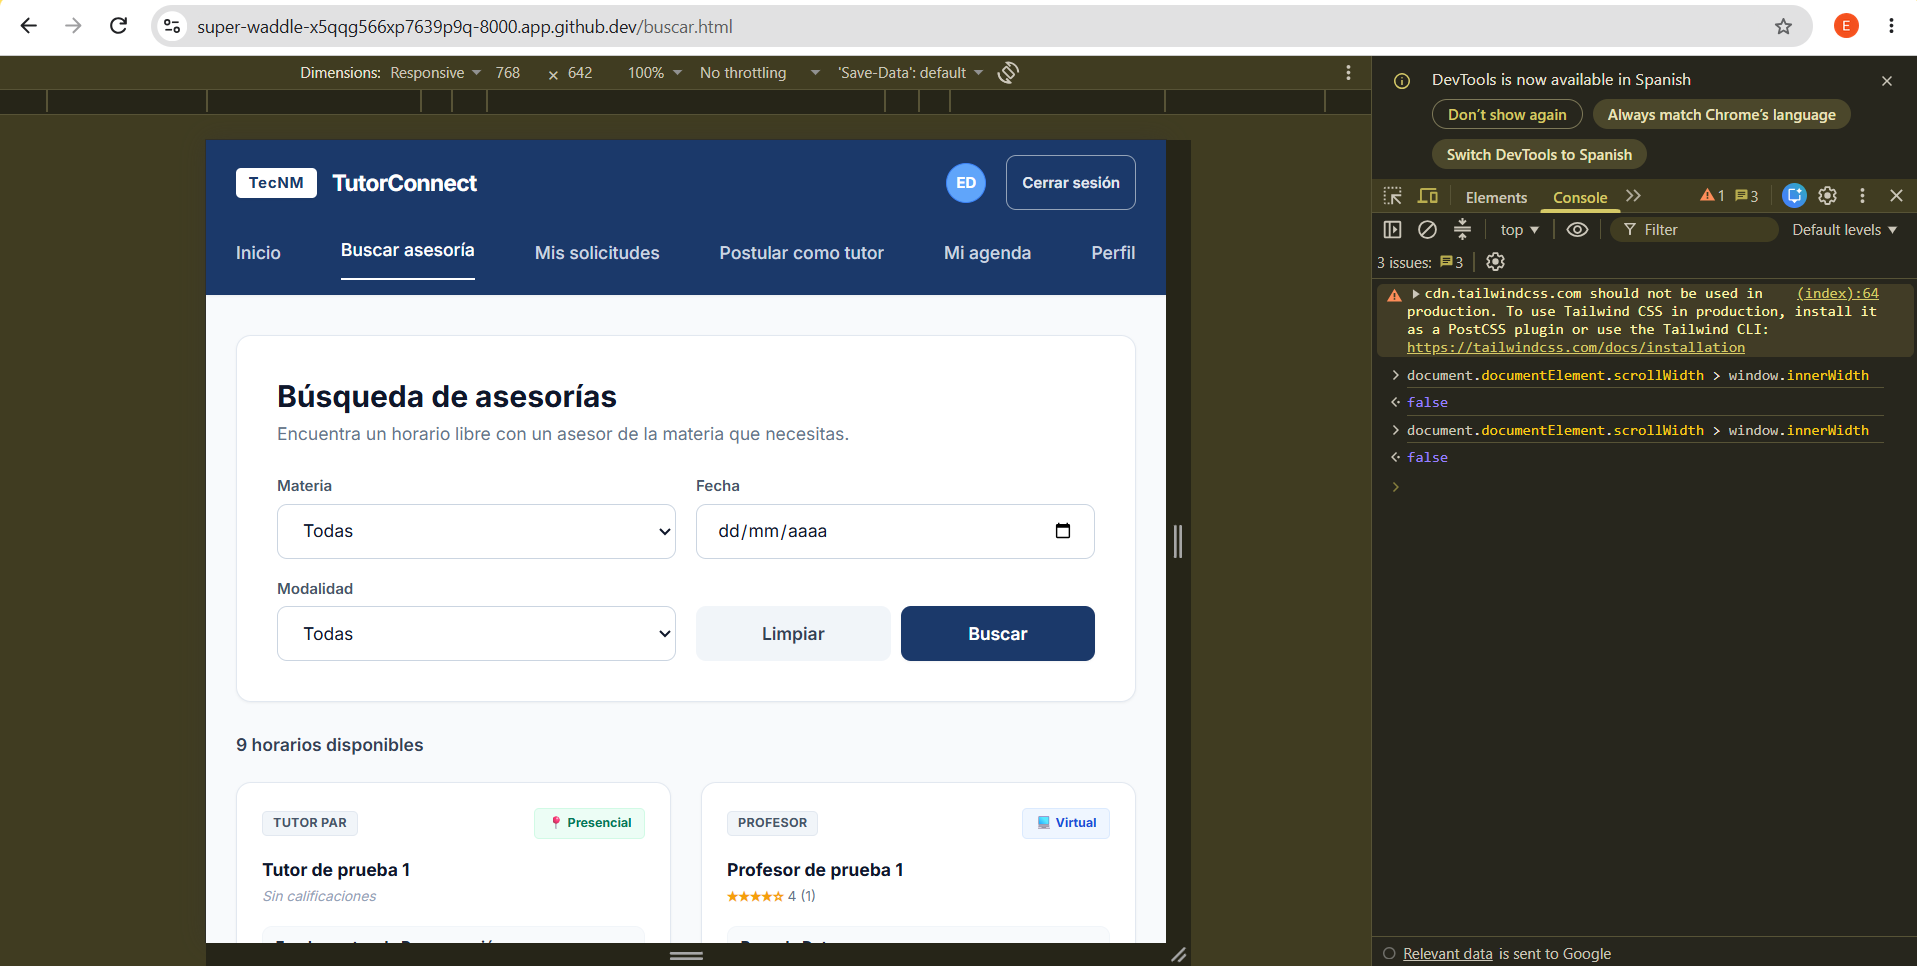 super-waddle-x5qqg566xp7639p9q-8000.app.github.dev/buscar.html
E
Dimensions: Responsive 768 × 642 100% No throttling 'Save-Data': default
TecNM TutorConnect
ED Cerrar sesión
Inicio Buscar asesoría Mis solicitudes Postular como tutor Mi agenda Perfil
Búsqueda de asesorías
Encuentra un horario libre con un asesor de la materia que necesitas.
Materia Fecha
Todas dd/mm/aaaa
Modalidad
Todas Limpiar Buscar
9 horarios disponibles
TUTOR PAR Presencial
Tutor de prueba 1
Sin calificaciones
PROFESOR Virtual
Profesor de prueba 1
★★★★☆ 4 (1)
DevTools is now available in Spanish
Don't show again Always match Chrome's language
Switch DevTools to Spanish
Elements Console 1 3
top Filter Default levels
3 issues: 3
cdn.tailwindcss.com should not be used in (index):64
production. To use Tailwind CSS in production, install it
as a PostCSS plugin or use the Tailwind CLI:
https://tailwindcss.com/docs/installation
document.documentElement.scrollWidth > window.innerWidth
false
document.documentElement.scrollWidth > window.innerWidth
false
Relevant data is sent to Google